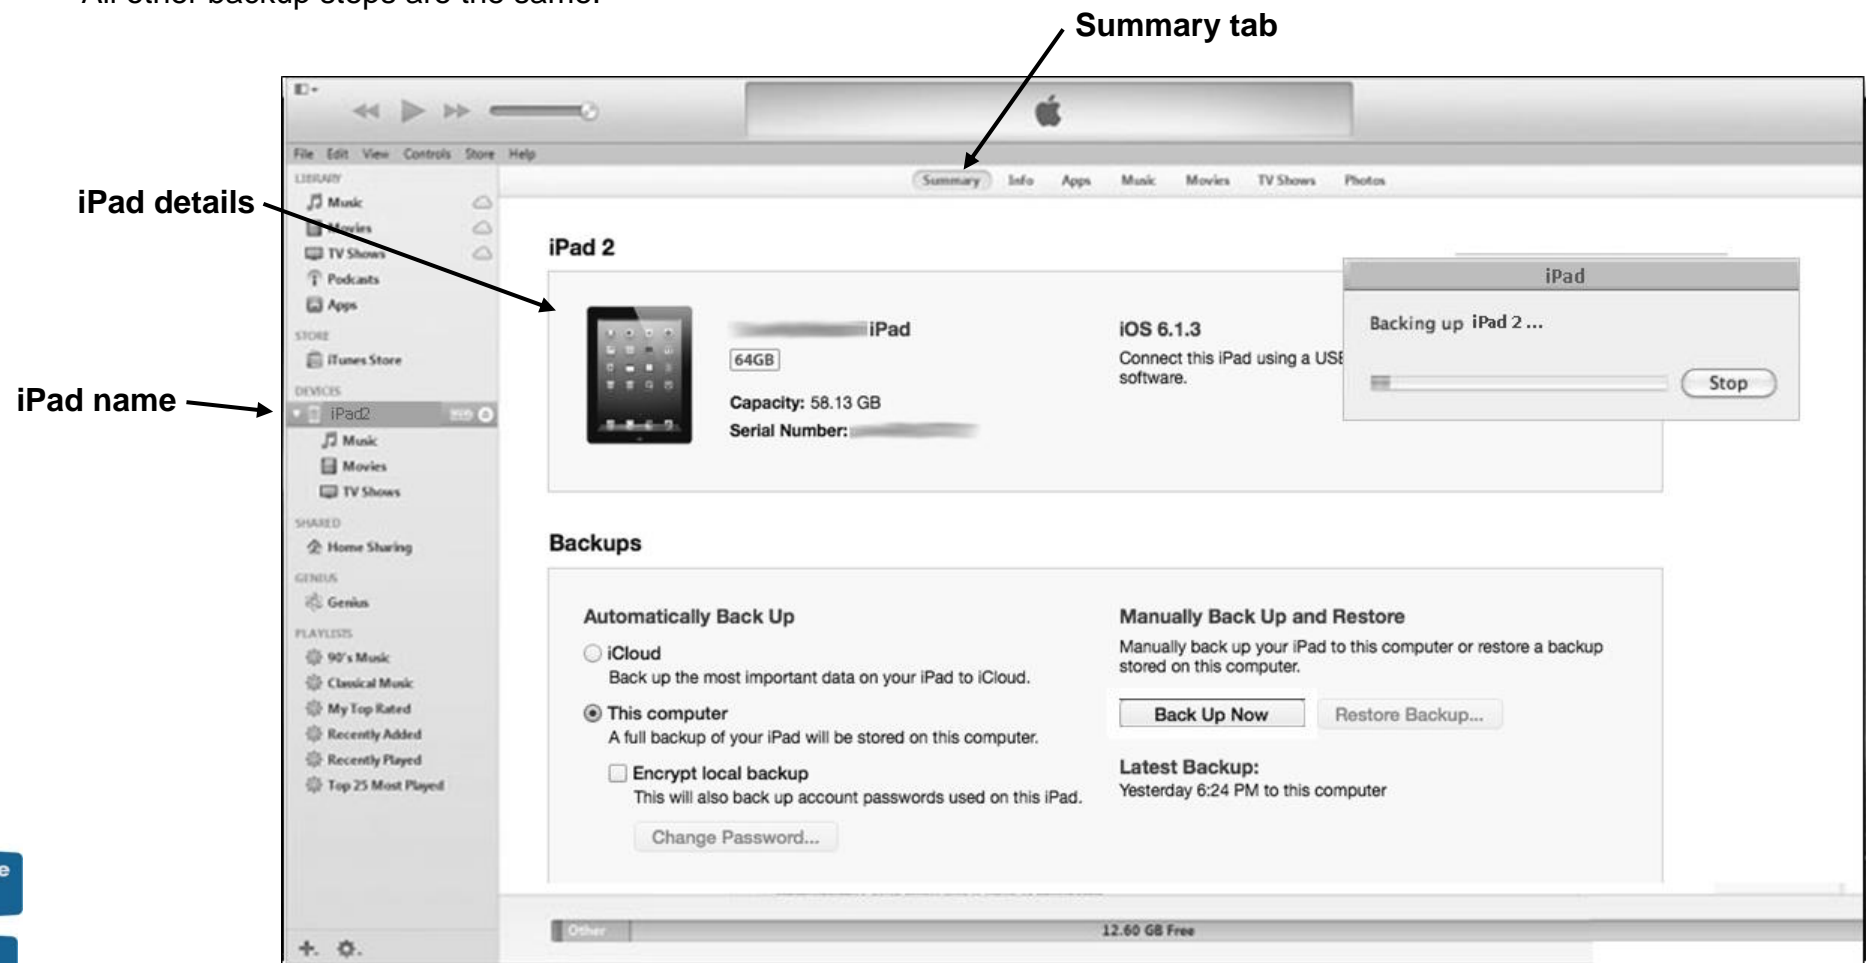 All other backup steps are the same.
Summary tab
File Edit View Controls Store Help
LIBRARY
Summary Info Apps Music Movies TV Shows Photos
iPad details
Music
Movies
TV Shows
Podcasts
Apps
STORE
iTunes Store
DEVICES
iPad name
iPad2
Music
Movies
TV Shows
SHARED
Home Sharing
GENIUS
Genius
PLAYLISTS
90's Music
Classical Music
My Top Rated
Recently Added
Recently Played
Top 25 Most Played
iPad 2
iPad
64GB
Capacity: 58.13 GB
Serial Number:
iOS 6.1.3
Connect this iPad using a USB
software.
iPad
Backing up iPad 2 ...
Stop
Backups
Automatically Back Up
iCloud
Back up the most important data on your iPad to iCloud.
This computer
A full backup of your iPad will be stored on this computer.
Encrypt local backup
This will also back up account passwords used on this iPad.
Change Password...
Manually Back Up and Restore
Manually back up your iPad to this computer or restore a backup
stored on this computer.
Back Up Now Restore Backup...
Latest Backup:
Yesterday 6:24 PM to this computer
Other 12.60 GB Free